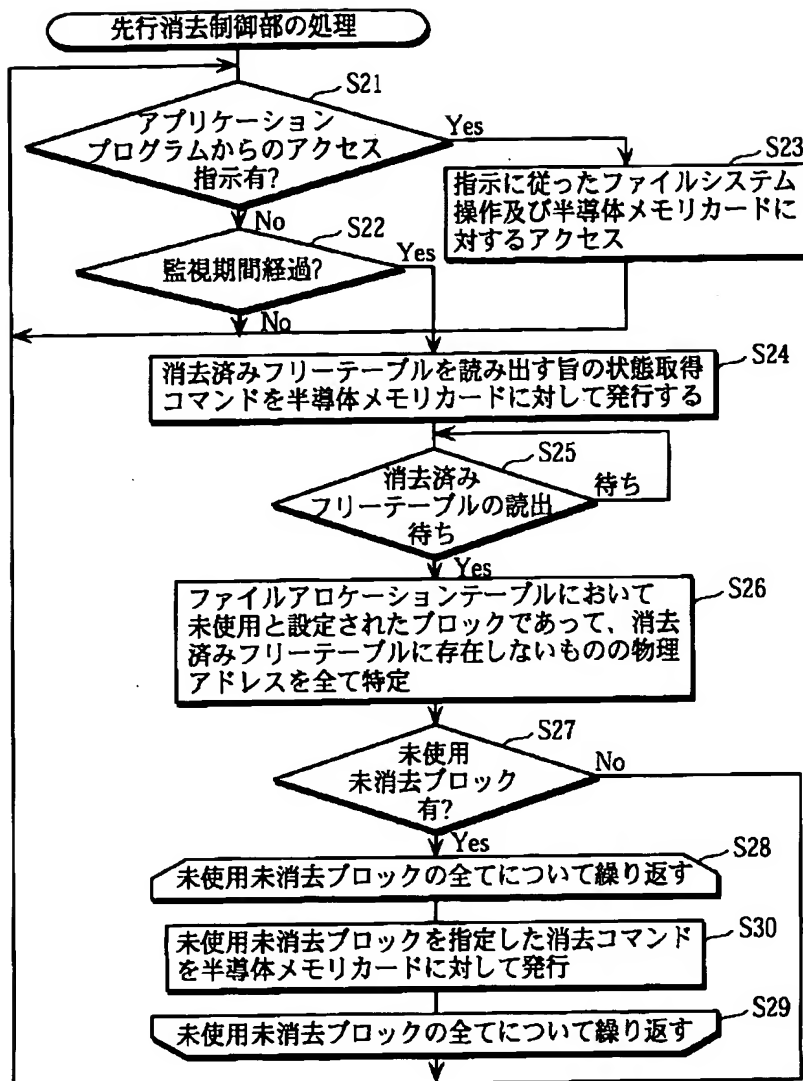 先行消去制御部の処理
S21
アプリケーション
プログラムからのアクセス
指示有?
Yes
S23
指示に従ったファイルシステム
操作及び半導体メモリカードに
対するアクセス
No
S22
監視期間経過?
Yes
No
S24
消去済みフリーテーブルを読み出す旨の状態取得
コマンドを半導体メモリカードに対して発行する
S25
消去済み
フリーテーブルの読出
待ち
待ち
Yes
S26
ファイルアロケーションテーブルにおいて
未使用と設定されたブロックであって、消去
済みフリーテーブルに存在しないものの物理
アドレスを全て特定
S27
未使用
未消去ブロック
有?
No
Yes
S28
未使用未消去ブロックの全てについて繰り返す
S30
未使用未消去ブロックを指定した消去コマンド
を半導体メモリカードに対して発行
S29
未使用未消去ブロックの全てについて繰り返す